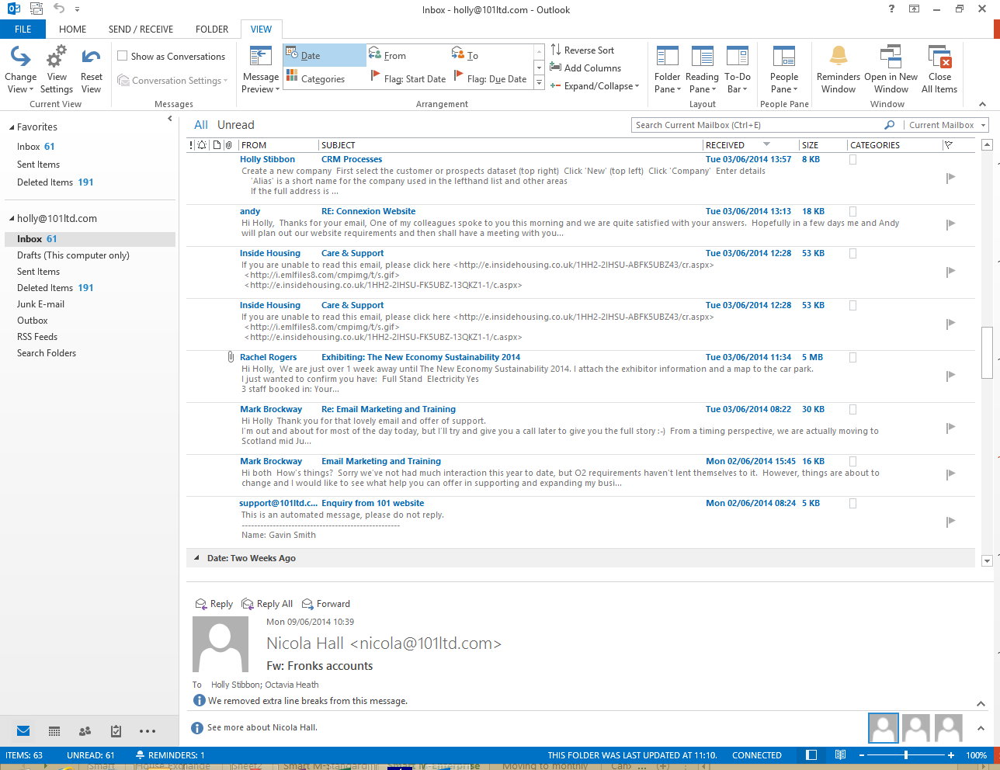 Inbox - holly@101ltd.com - Outlook
FILE HOME SEND / RECEIVE FOLDER VIEW
Change View
View Settings
Reset View
Current View
Show as Conversations
Conversation Settings
Messages
Message Preview
Date From To
Categories Flag: Start Date Flag: Due Date
Reverse Sort
Add Columns
Expand/Collapse
Arrangement
Folder Pane
Reading Pane
To-Do Bar
Layout
People Pane
People Pane
Reminders Window
Open in New Window
Close All Items
Window
Favorites
Inbox 61
Sent Items
Deleted Items 191
holly@101ltd.com
Inbox 61
Drafts (This computer only)
Sent Items
Deleted Items 191
Junk E-mail
Outbox
RSS Feeds
Search Folders
All Unread
Search Current Mailbox (Ctrl+E) Current Mailbox
! FROM SUBJECT RECEIVED SIZE CATEGORIES
Holly Stibbon CRM Processes Tue 03/06/2014 13:57 8 KB
Create a new company First select the customer or prospects dataset (top right) Click 'New' (top left) Click 'Company' Enter details
'Alias' is a short name for the company used in the lefthand list and other areas
If the full address is ...
andy RE: Connexion Website Tue 03/06/2014 13:13 18 KB
Hi Holly, Thanks for your email, One of my colleagues spoke to you this morning and we are quite satisfied with your answers. Hopefully in a few days me and Andy
will plan out our website requirements and then shall have a meeting with you...
Inside Housing Care & Support Tue 03/06/2014 12:28 53 KB
If you are unable to read this email, please click here <http://e.insidehousing.co.uk/1HH2-2IHSU-ABFK5UBZ43/cr.aspx>
<http://i.emlfiles8.com/cmpimg/t/s.gif>
<http://e.insidehousing.co.uk/1HH2-2IHSU-FK5UBZ-13QKZ1-1/c.aspx>
Inside Housing Care & Support Tue 03/06/2014 12:28 53 KB
If you are unable to read this email, please click here <http://e.insidehousing.co.uk/1HH2-2IHSU-ABFK5UBZ43/cr.aspx>
<http://i.emlfiles8.com/cmpimg/t/s.gif>
<http://e.insidehousing.co.uk/1HH2-2IHSU-FK5UBZ-13QKZ1-1/c.aspx>
Rachel Rogers Exhibiting: The New Economy Sustainability 2014 Tue 03/06/2014 11:34 5 MB
Hi Holly, We are just over 1 week away until The New Economy Sustainability 2014. I attach the exhibitor information and a map to the car park.
I just wanted to confirm you have: Full Stand Electricity Yes
3 staff booked in: Your...
Mark Brockway Re: Email Marketing and Training Tue 03/06/2014 08:22 30 KB
Hi Holly Thank you for that lovely email and offer of support.
I'm out and about for most of the day today, but I'll try and give you a call later to give you the full story :-) From a timing perspective, we are actually moving to
Scotland mid Ju...
Mark Brockway Email Marketing and Training Mon 02/06/2014 15:45 16 KB
Hi both How's things? Sorry we've not had much interaction this year to date, but O2 requirements haven't lent themselves to it. However, things are about to
change and I would like to see what help you can offer in supporting and expanding my busi...
support@101ltd.c... Enquiry from 101 website Mon 02/06/2014 08:24 5 KB
This is an automated message, please do not reply.
---------------------------------------------------
Name: Gavin Smith
Date: Two Weeks Ago
Reply Reply All Forward
Mon 09/06/2014 10:39
Nicola Hall <nicola@101ltd.com>
Fw: Fronks accounts
To Holly Stibbon; Octavia Heath
We removed extra line breaks from this message.
See more about Nicola Hall.
ITEMS: 63 UNREAD: 61 REMINDERS: 1 THIS FOLDER WAS LAST UPDATED AT 11:10. CONNECTED 100%
Smart House Exchange Sheet2 Smart M-Standard Smart M-Enterprise Moving to monthly